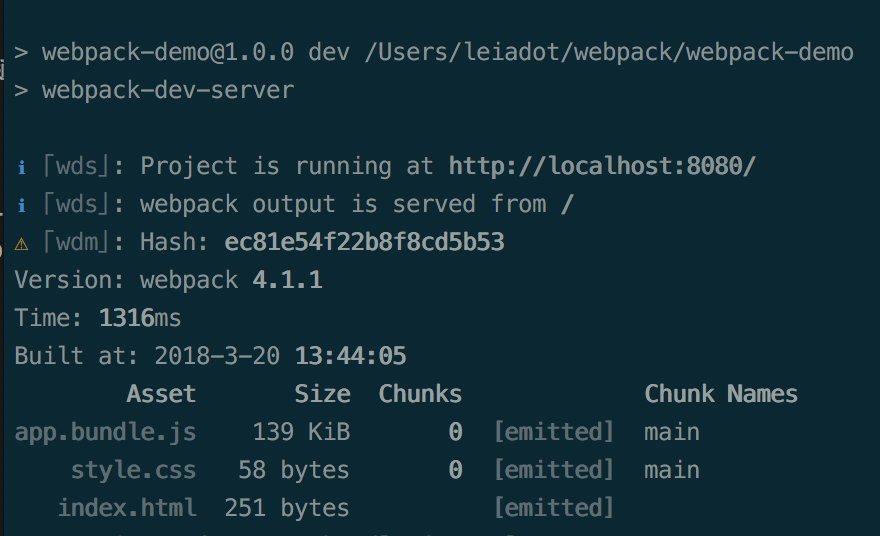 > webpack-demo@1.0.0 dev /Users/leiadot/webpack/webpack-demo
> webpack-dev-server
ℹ ｢wds｣: Project is running at http://localhost:8080/
ℹ ｢wds｣: webpack output is served from /
⚠ ｢wdm｣: Hash: ec81e54f22b8f8cd5b53
Version: webpack 4.1.1
Time: 1316ms
Built at: 2018-3-20 13:44:05
Asset Size Chunks Chunk Names
app.bundle.js 139 KiB 0 [emitted] main
style.css 58 bytes 0 [emitted] main
index.html 251 bytes [emitted]